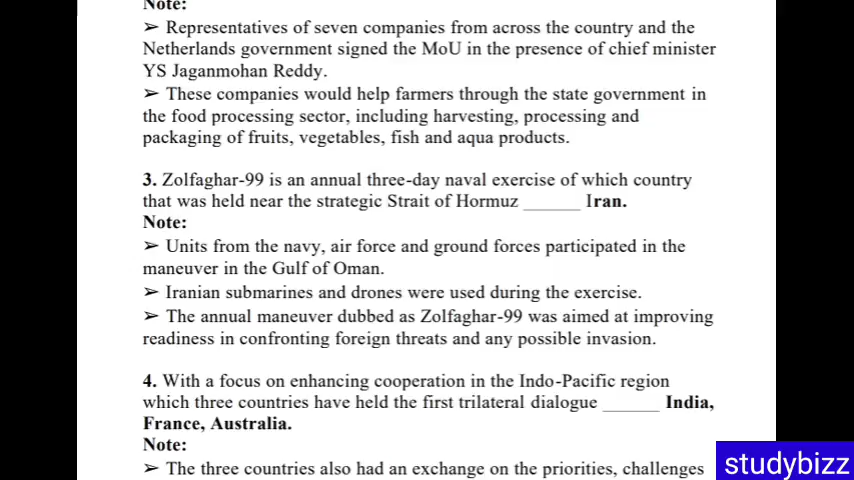 Note:
➢ Representatives of seven companies from across the country and the
Netherlands government signed the MoU in the presence of chief minister
YS Jaganmohan Reddy.
➢ These companies would help farmers through the state government in
the food processing sector, including harvesting, processing and
packaging of fruits, vegetables, fish and aqua products.
3. Zolfaghar-99 is an annual three-day naval exercise of which country
that was held near the strategic Strait of Hormuz ______ Iran.
Note:
➢ Units from the navy, air force and ground forces participated in the
maneuver in the Gulf of Oman.
➢ Iranian submarines and drones were used during the exercise.
➢ The annual maneuver dubbed as Zolfaghar-99 was aimed at improving
readiness in confronting foreign threats and any possible invasion.
4. With a focus on enhancing cooperation in the Indo-Pacific region
which three countries have held the first trilateral dialogue ______ India,
France, Australia.
Note:
➢ The three countries also had an exchange on the priorities, challenges
studybizz